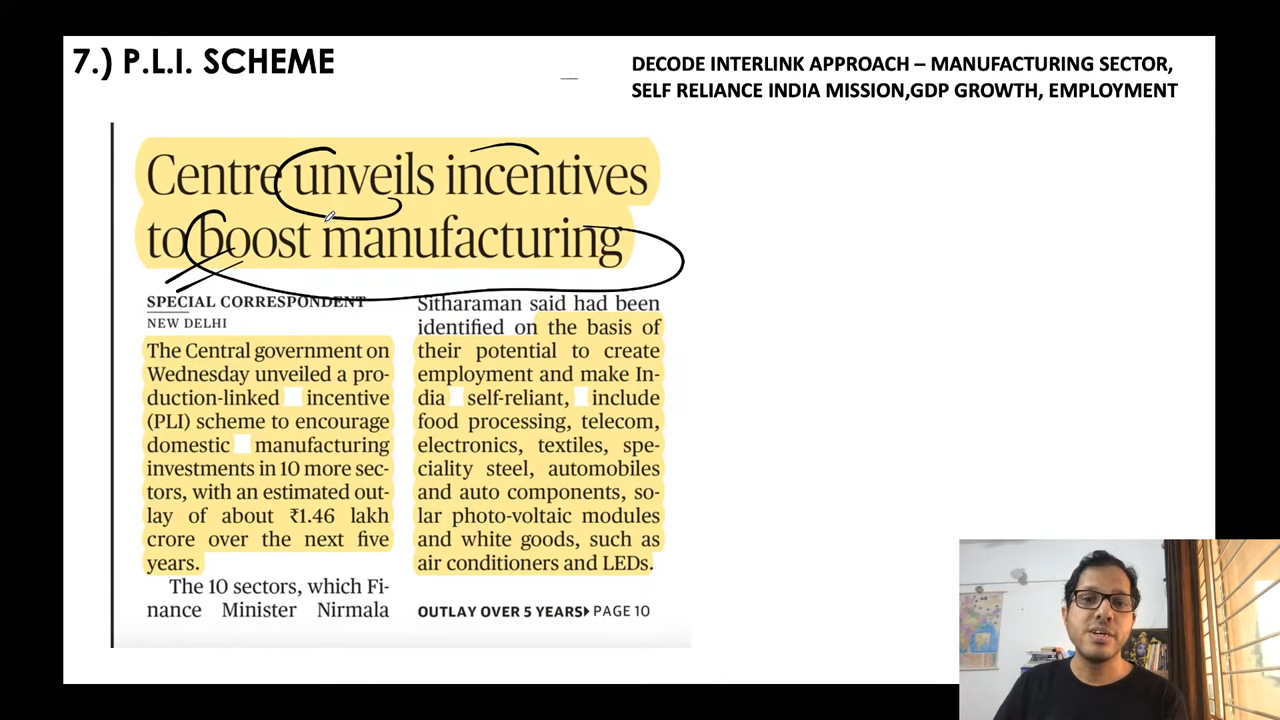 7.) P.L.I. SCHEME
DECODE INTERLINK APPROACH – MANUFACTURING SECTOR,
SELF RELIANCE INDIA MISSION,GDP GROWTH, EMPLOYMENT
Centre unveils incentives
to boost manufacturing
SPECIAL CORRESPONDENT
NEW DELHI
The Central government on
Wednesday unveiled a pro-
duction-linked incentive
(PLI) scheme to encourage
domestic manufacturing
investments in 10 more sec-
tors, with an estimated out-
lay of about ₹1.46 lakh
crore over the next five
years.
The 10 sectors, which Fi-
nance Minister Nirmala
Sitharaman said had been
identified on the basis of
their potential to create
employment and make In-
dia self-reliant, include
food processing, telecom,
electronics, textiles, spe-
ciality steel, automobiles
and auto components, so-
lar photo-voltaic modules
and white goods, such as
air conditioners and LEDs.
OUTLAY OVER 5 YEARS▸ PAGE 10